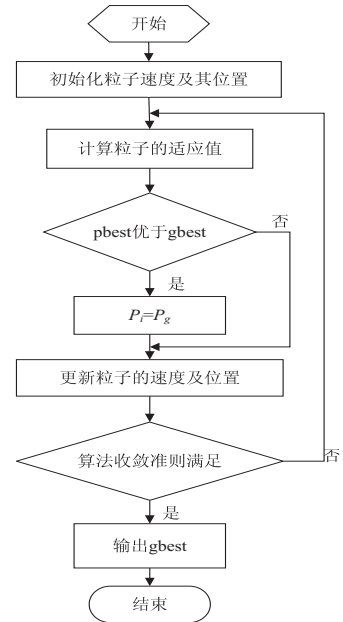 开始
初始化粒子速度及其位置
计算粒子的适应值
pbest优于gbest
否
是
Pi=Pg
更新粒子的速度及位置
算法收敛准则满足
否
是
输出gbest
结束